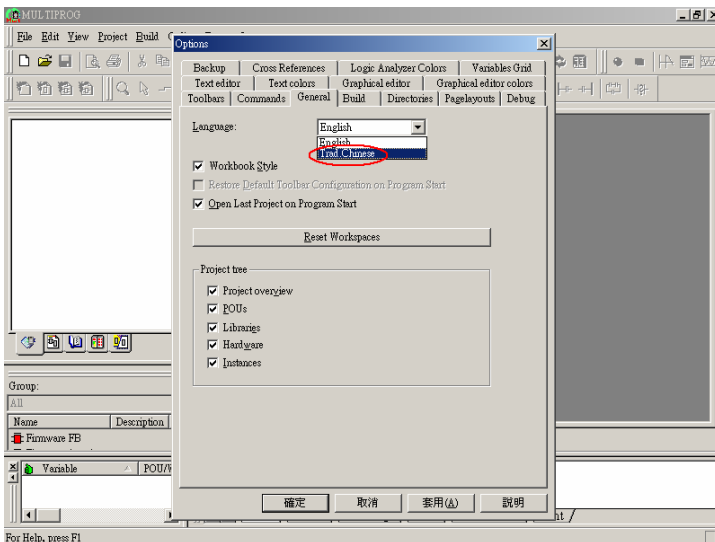 MULTIPROG
File Edit View Project Build
Options
Backup Cross References Logic Analyzer Colors Variables Grid
Text editor Text colors Graphical editor Graphical editor colors
Toolbars Commands General Build Directories Pagelayouts Debug
Language: English
English
Trad.Chinese
Workbook Style
Restore Default Toolbar Configuration on Program Start
Open Last Project on Program Start
Reset Workspaces
Project tree
Project overview
POUs
Libraries
Hardware
Instances
Group:
All
Name Description
Firmware FB
Variable POU/
確定 取消 套用(A) 說明
For Help, press F1